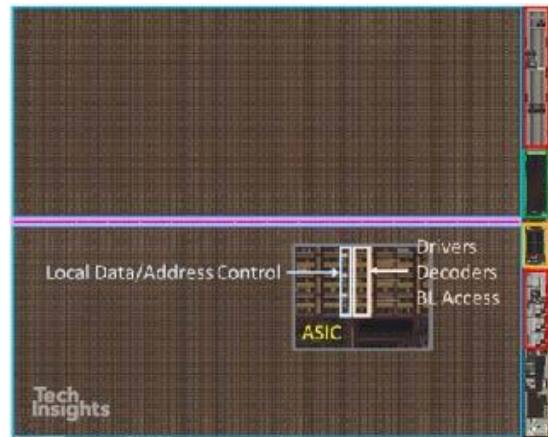 Drivers
Local Data/Address Control
Decoders
BL Access
ASIC
Tech
Insights